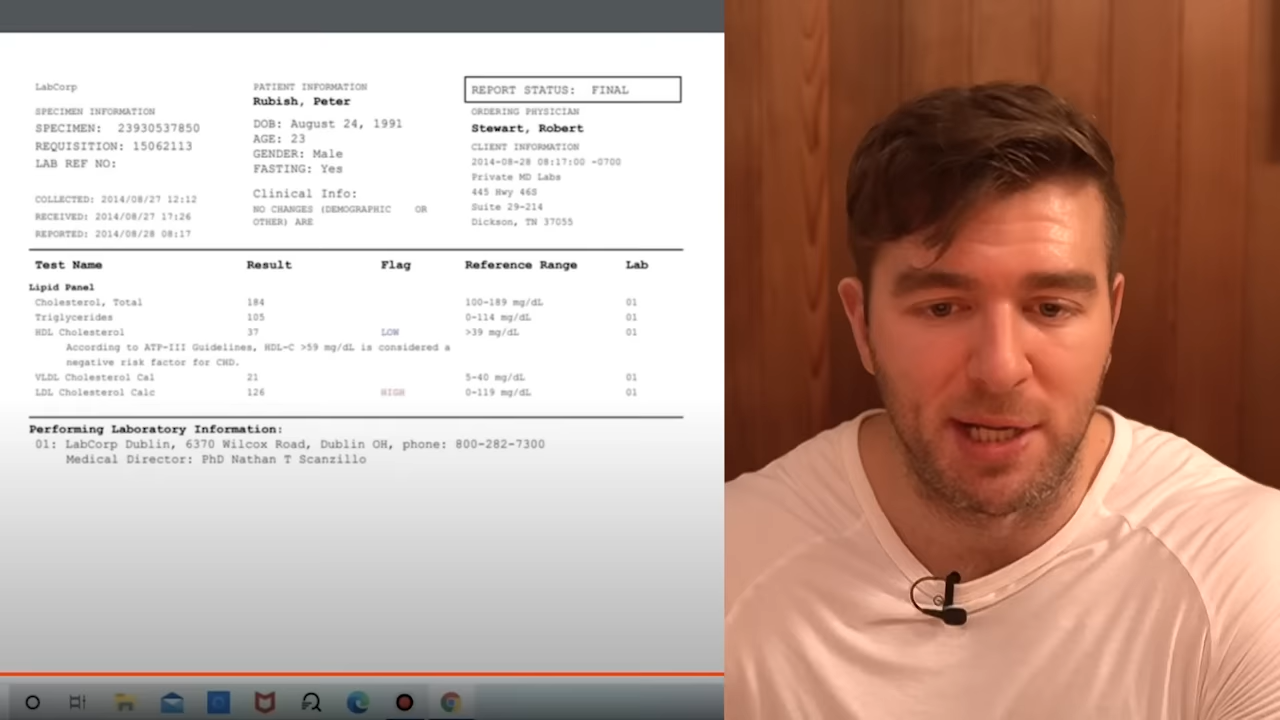 LabCorp
SPECIMEN INFORMATION
SPECIMEN: 23930537850
REQUISITION: 15062113
LAB REF NO:
COLLECTED: 2014/08/27 12:12
RECEIVED: 2014/08/27 17:26
REPORTED: 2014/08/28 08:17
PATIENT INFORMATION
Rubish, Peter
DOB: August 24, 1991
AGE: 23
GENDER: Male
FASTING: Yes
Clinical Info:
NO CHANGES (DEMOGRAPHIC OR
OTHER) ARE
REPORT STATUS: FINAL
ORDERING PHYSICIAN
Stewart, Robert
CLIENT INFORMATION
2014-08-28 08:17:00 -0700
Private MD Labs
445 Hwy 46S
Suite 29-214
Dickson, TN 37055
Test Name Result Flag Reference Range Lab
Lipid Panel
Cholesterol, Total 184 100-189 mg/dL 01
Triglycerides 105 0-114 mg/dL 01
HDL Cholesterol 37 LOW >39 mg/dL 01
According to ATP-III Guidelines, HDL-C >59 mg/dL is considered a
negative risk factor for CHD.
VLDL Cholesterol Cal 21 5-40 mg/dL 01
LDL Cholesterol Calc 126 HIGH 0-119 mg/dL 01
Performing Laboratory Information:
01: LabCorp Dublin, 6370 Wilcox Road, Dublin OH, phone: 800-282-7300
Medical Director: PhD Nathan T Scanzillo